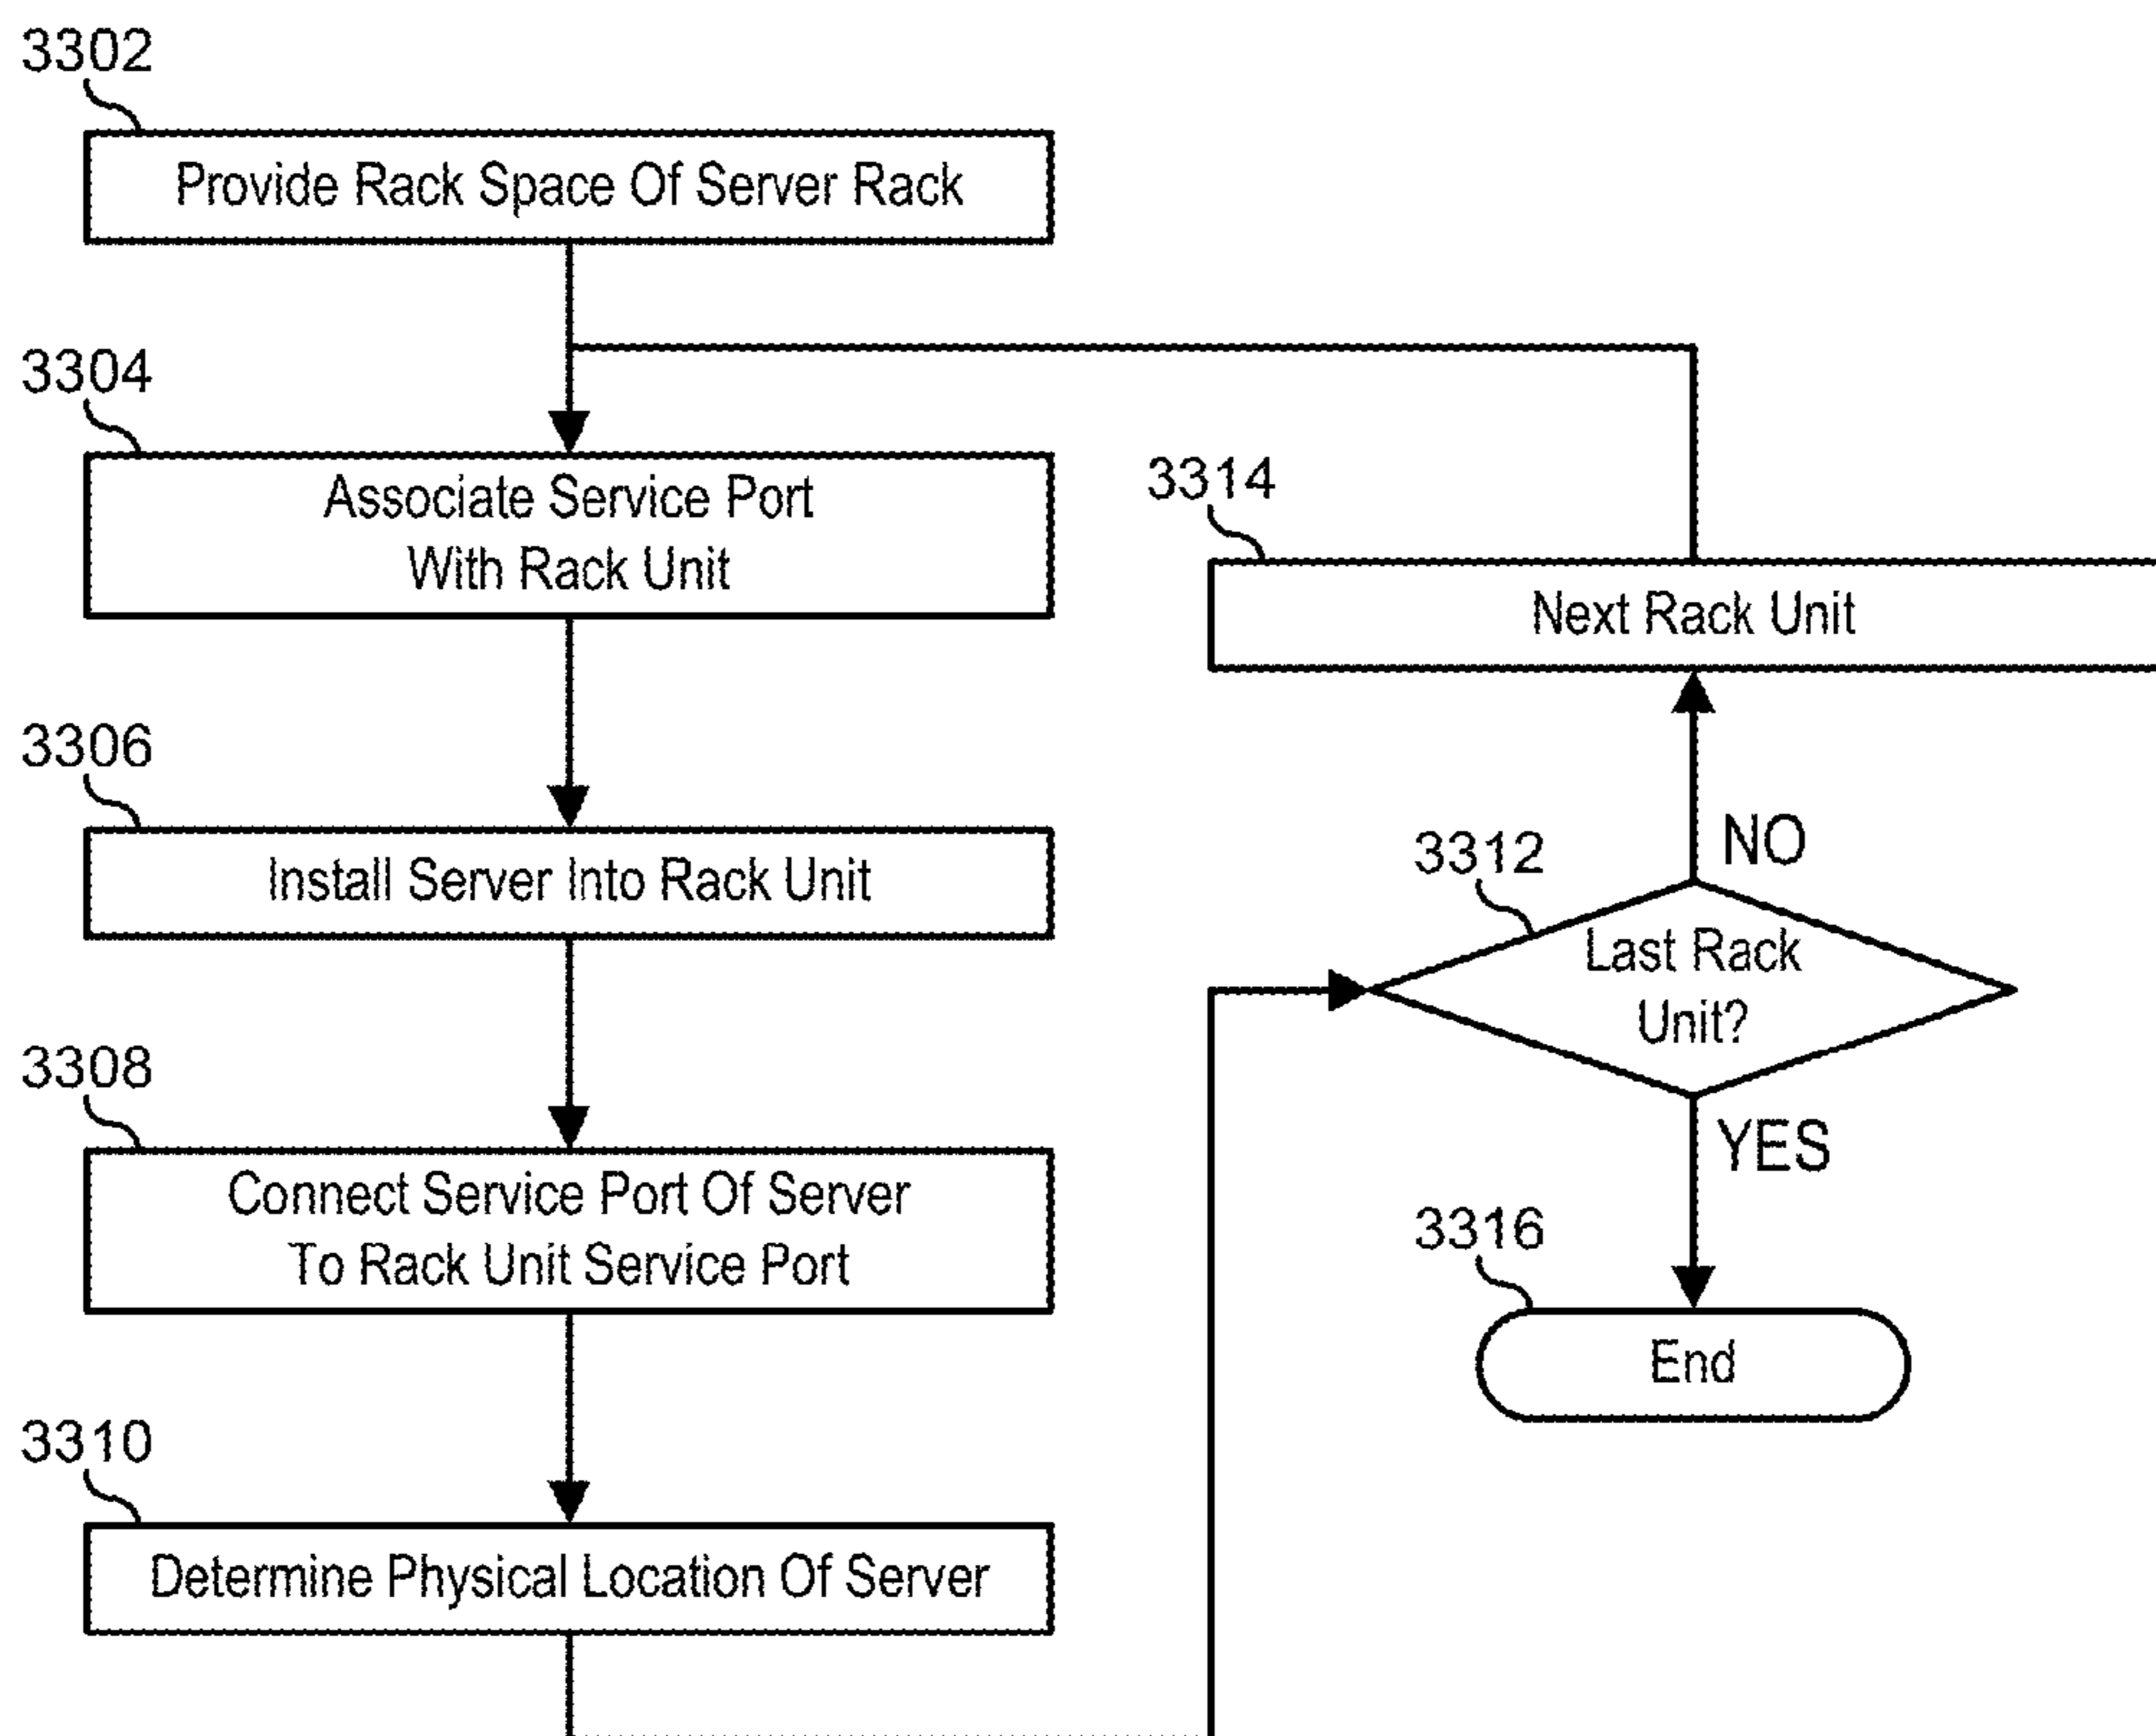 3302
Provide Rack Space Of Server Rack
3304
Associate Service Port
With Rack Unit
3306
Install Server Into Rack Unit
3308
Connect Service Port Of Server
To Rack Unit Service Port
3310
Determine Physical Location Of Server
3314
Next Rack Unit
NO
3312
Last Rack
Unit?
YES
3316
End